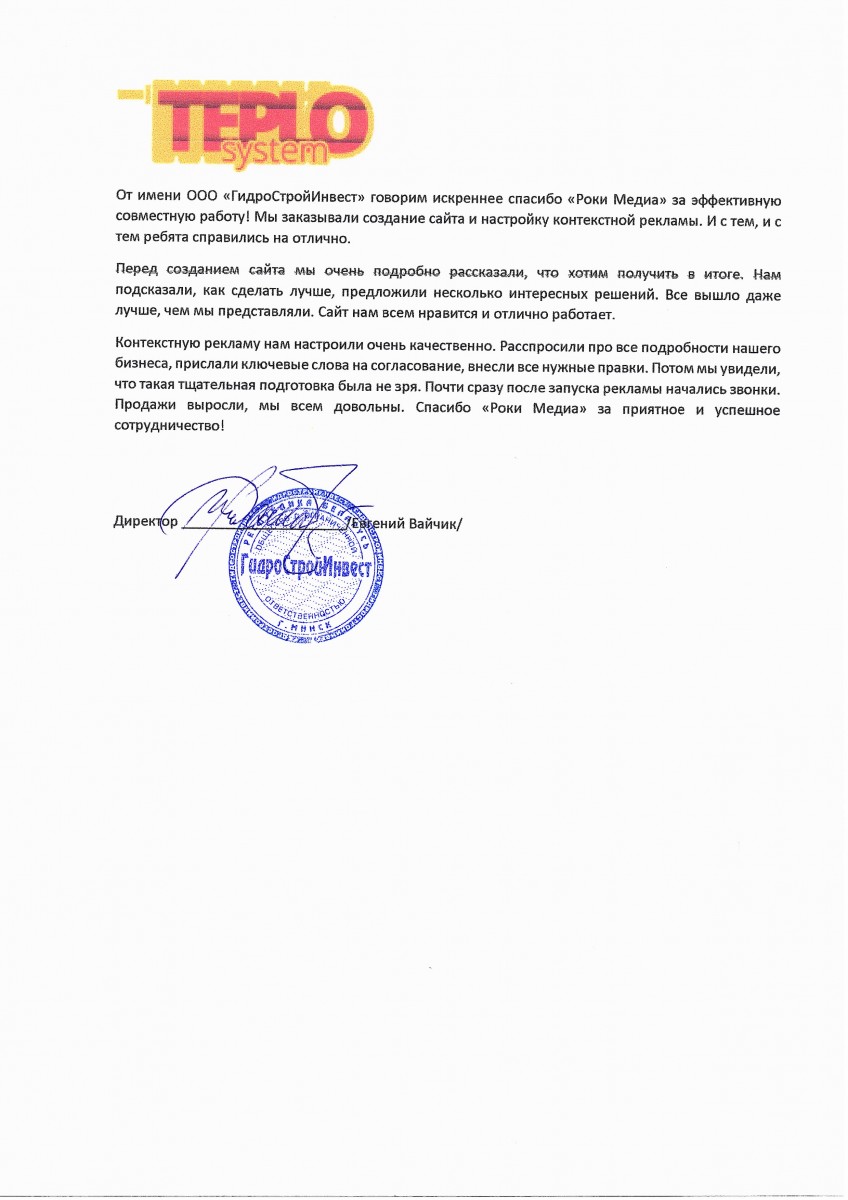 TEPLO
system
От имени ООО «ГидроСтройИнвест» говорим искреннее спасибо «Роки Медиа» за эффективную
совместную работу! Мы заказывали создание сайта и настройку контекстной рекламы. И с тем, и с
тем ребята справились на отлично.
Перед созданием сайта мы очень подробно рассказали, что хотим получить в итоге. Нам
подсказали, как сделать лучше, предложили несколько интересных решений. Все вышло даже
лучше, чем мы представляли. Сайт нам всем нравится и отлично работает.
Контекстную рекламу нам настроили очень качественно. Расспросили про все подробности нашего
бизнеса, прислали ключевые слова на согласование, внесли все нужные правки. Потом мы увидели,
что такая тщательная подготовка была не зря. Почти сразу после запуска рекламы начались звонки.
Продажи выросли, мы всем довольны. Спасибо «Роки Медиа» за приятное и успешное
сотрудничество!
Директор /Евгений Вайчик/
РЕСПУБЛИКА БЕЛАРУСЬ
ОБЩЕСТВО С ОГРАНИЧЕННОЙ
ГидроСтройИнвест
ОТВЕТСТВЕННОСТЬЮ
Г. МИНСК